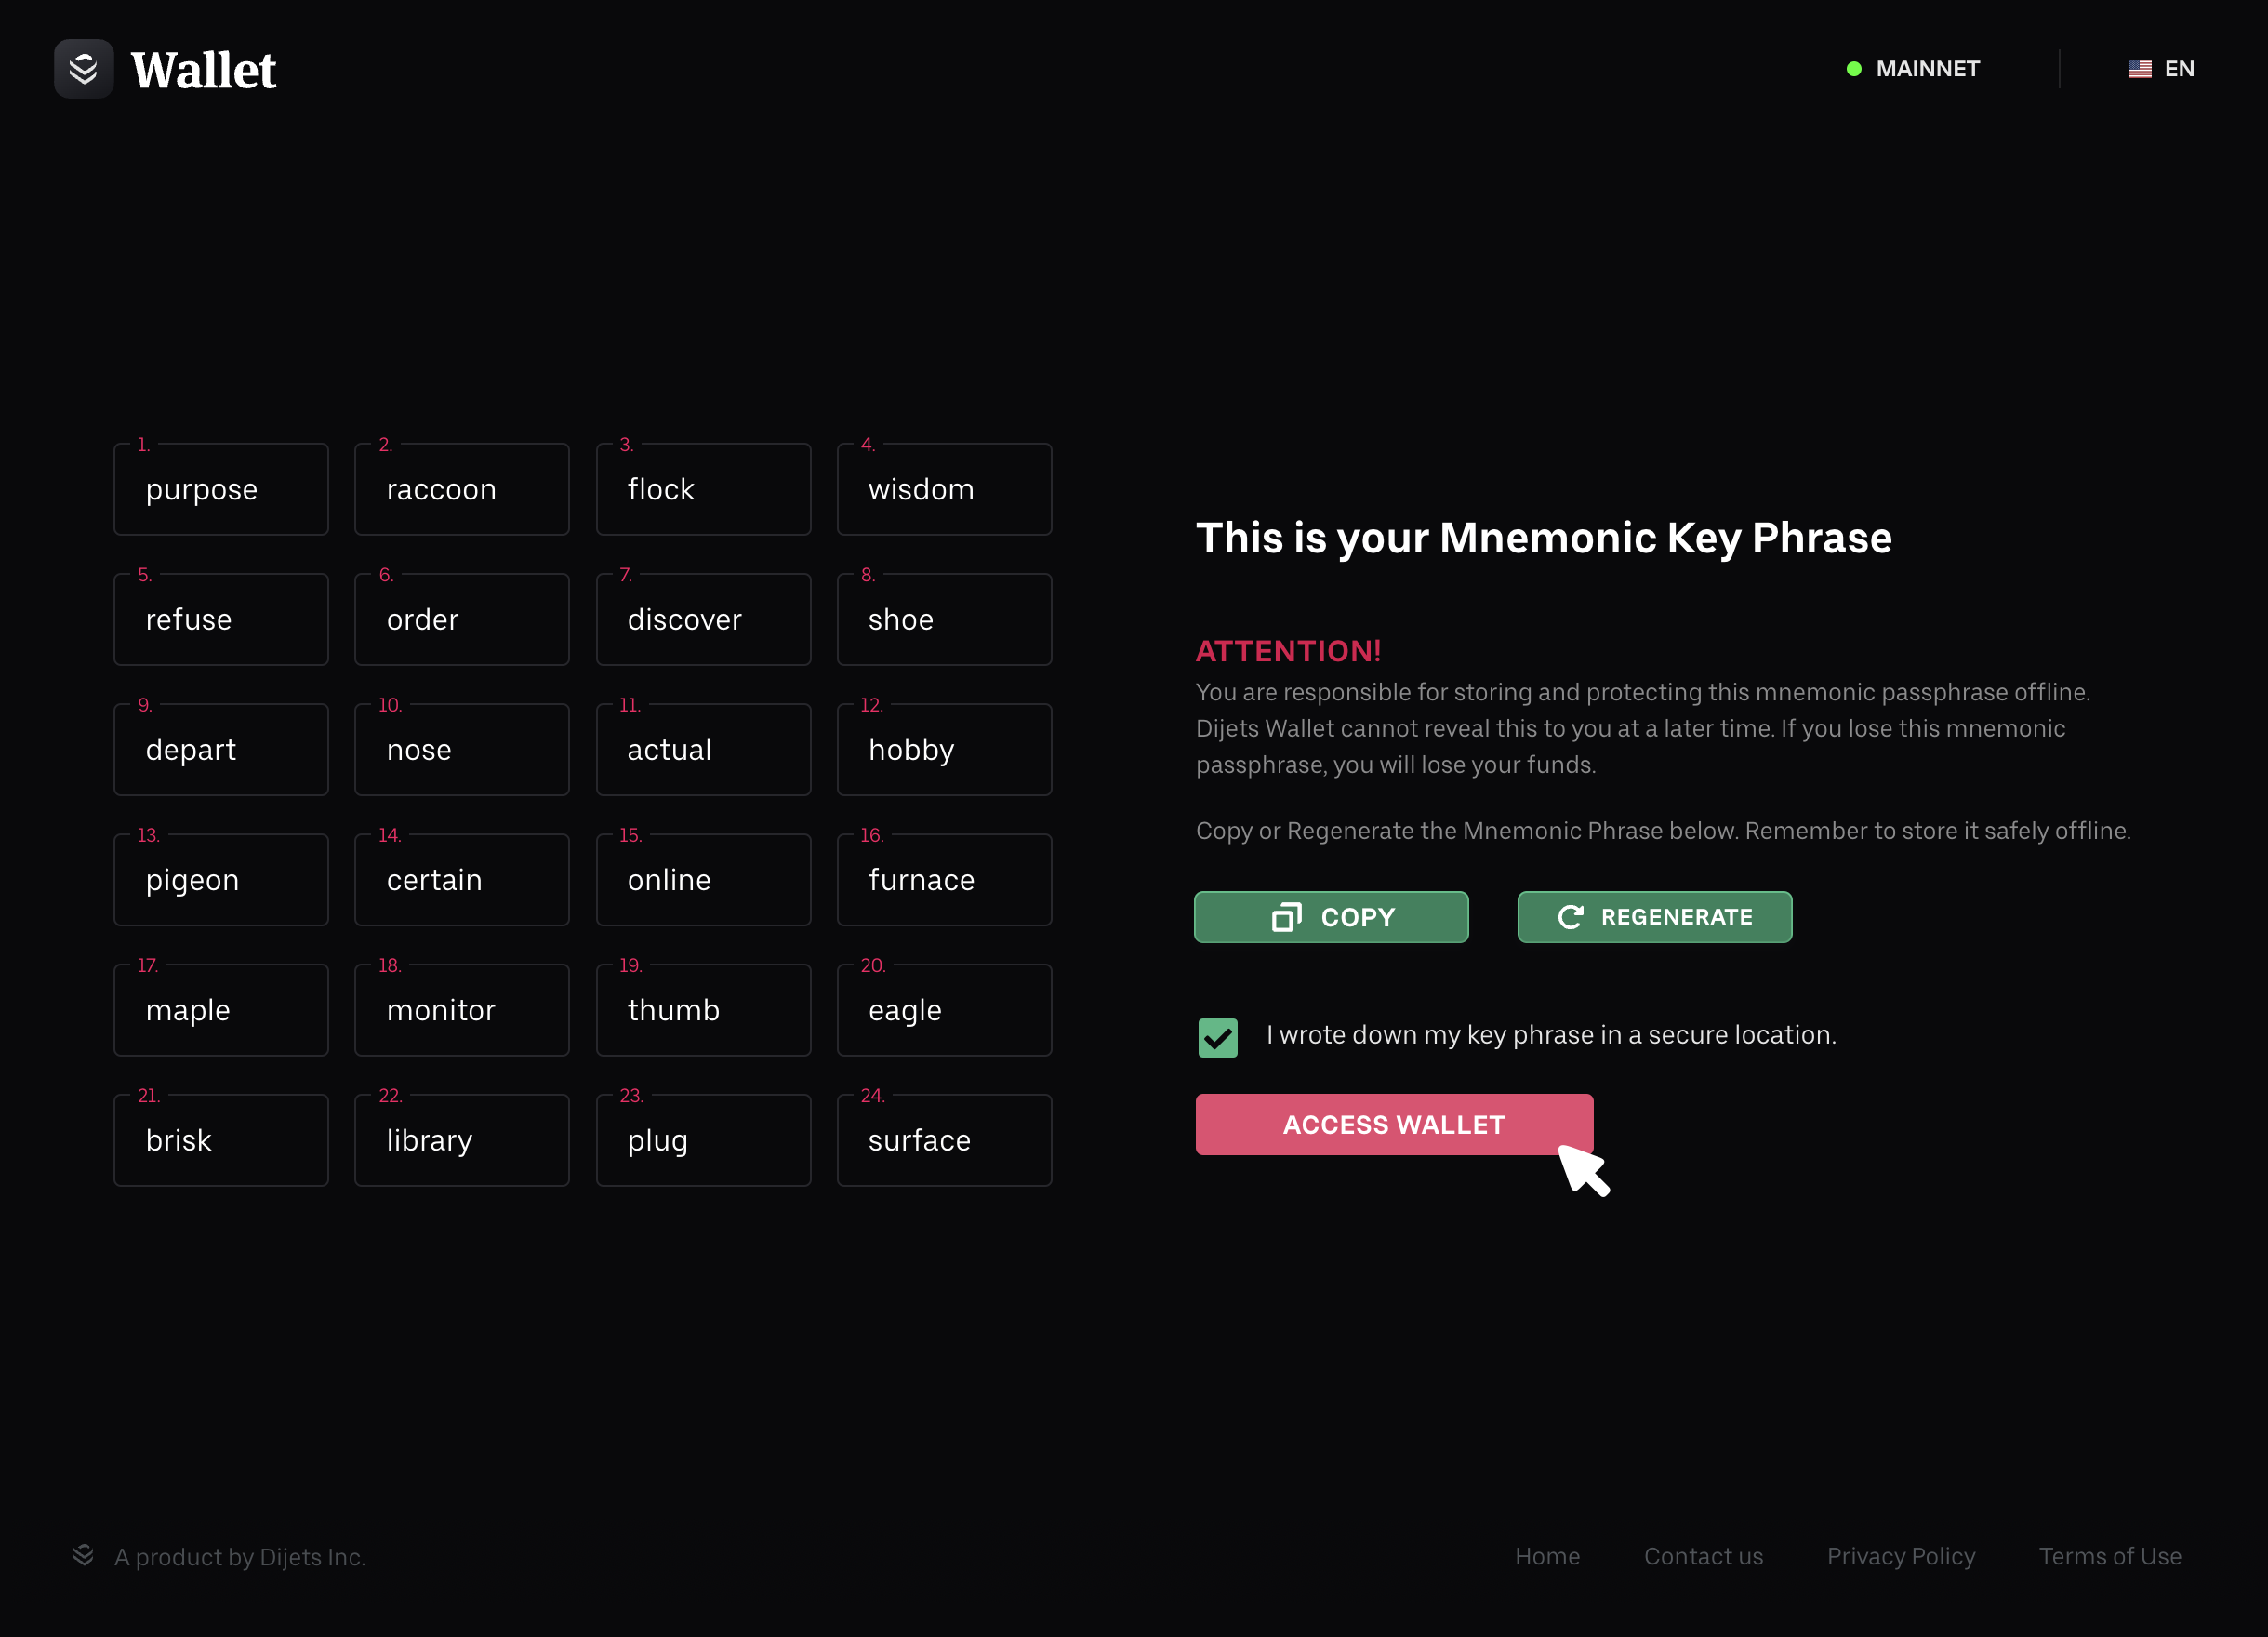 Wallet
MAINNET
EN
1.
purpose
2.
raccoon
3.
flock
4.
wisdom
5.
refuse
6.
order
7.
discover
8.
shoe
9.
depart
10.
nose
11.
actual
12.
hobby
13.
pigeon
14.
certain
15.
online
16.
furnace
17.
maple
18.
monitor
19.
thumb
20.
eagle
21.
brisk
22.
library
23.
plug
24.
surface
This is your Mnemonic Key Phrase
ATTENTION!
You are responsible for storing and protecting this mnemonic passphrase offline.
Dijets Wallet cannot reveal this to you at a later time. If you lose this mnemonic
passphrase, you will lose your funds.
Copy or Regenerate the Mnemonic Phrase below. Remember to store it safely offline.
COPY
REGENERATE
I wrote down my key phrase in a secure location.
ACCESS WALLET
A product by Dijets Inc.
Home
Contact us
Privacy Policy
Terms of Use